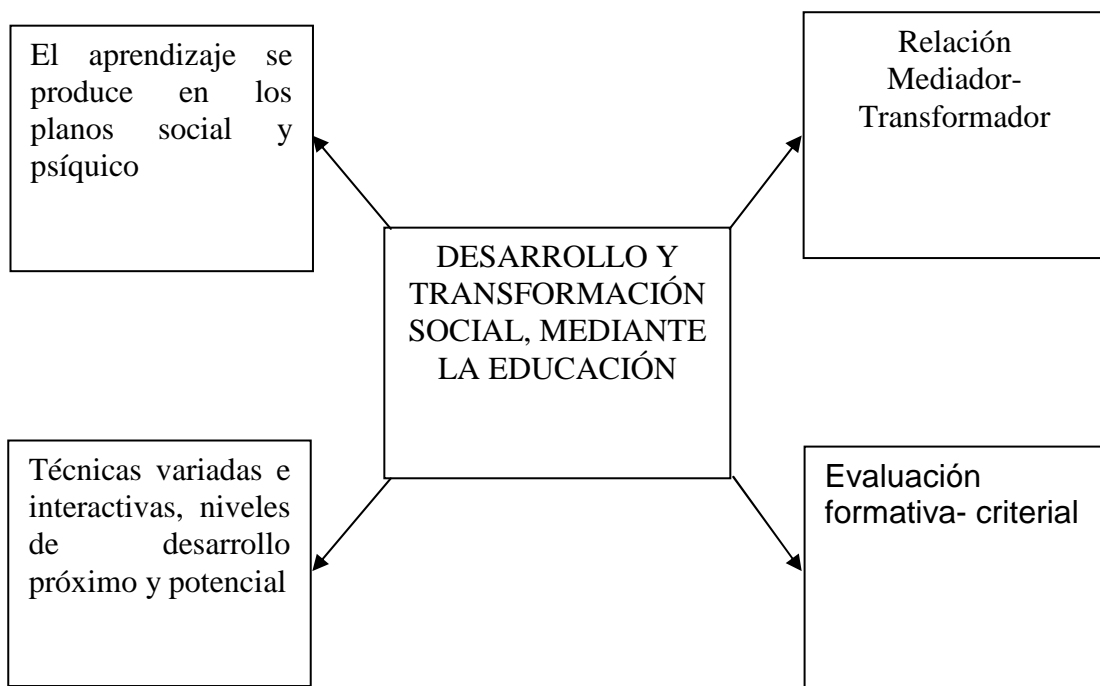 El aprendizaje se
produce en los
planos social y
psíquico
Relación
Mediador-
Transformador
DESARROLLO Y
TRANSFORMACIÓN
SOCIAL, MEDIANTE
LA EDUCACIÓN
Técnicas variadas e
interactivas, niveles
de desarrollo
próximo y potencial
Evaluación
formativa- criterial